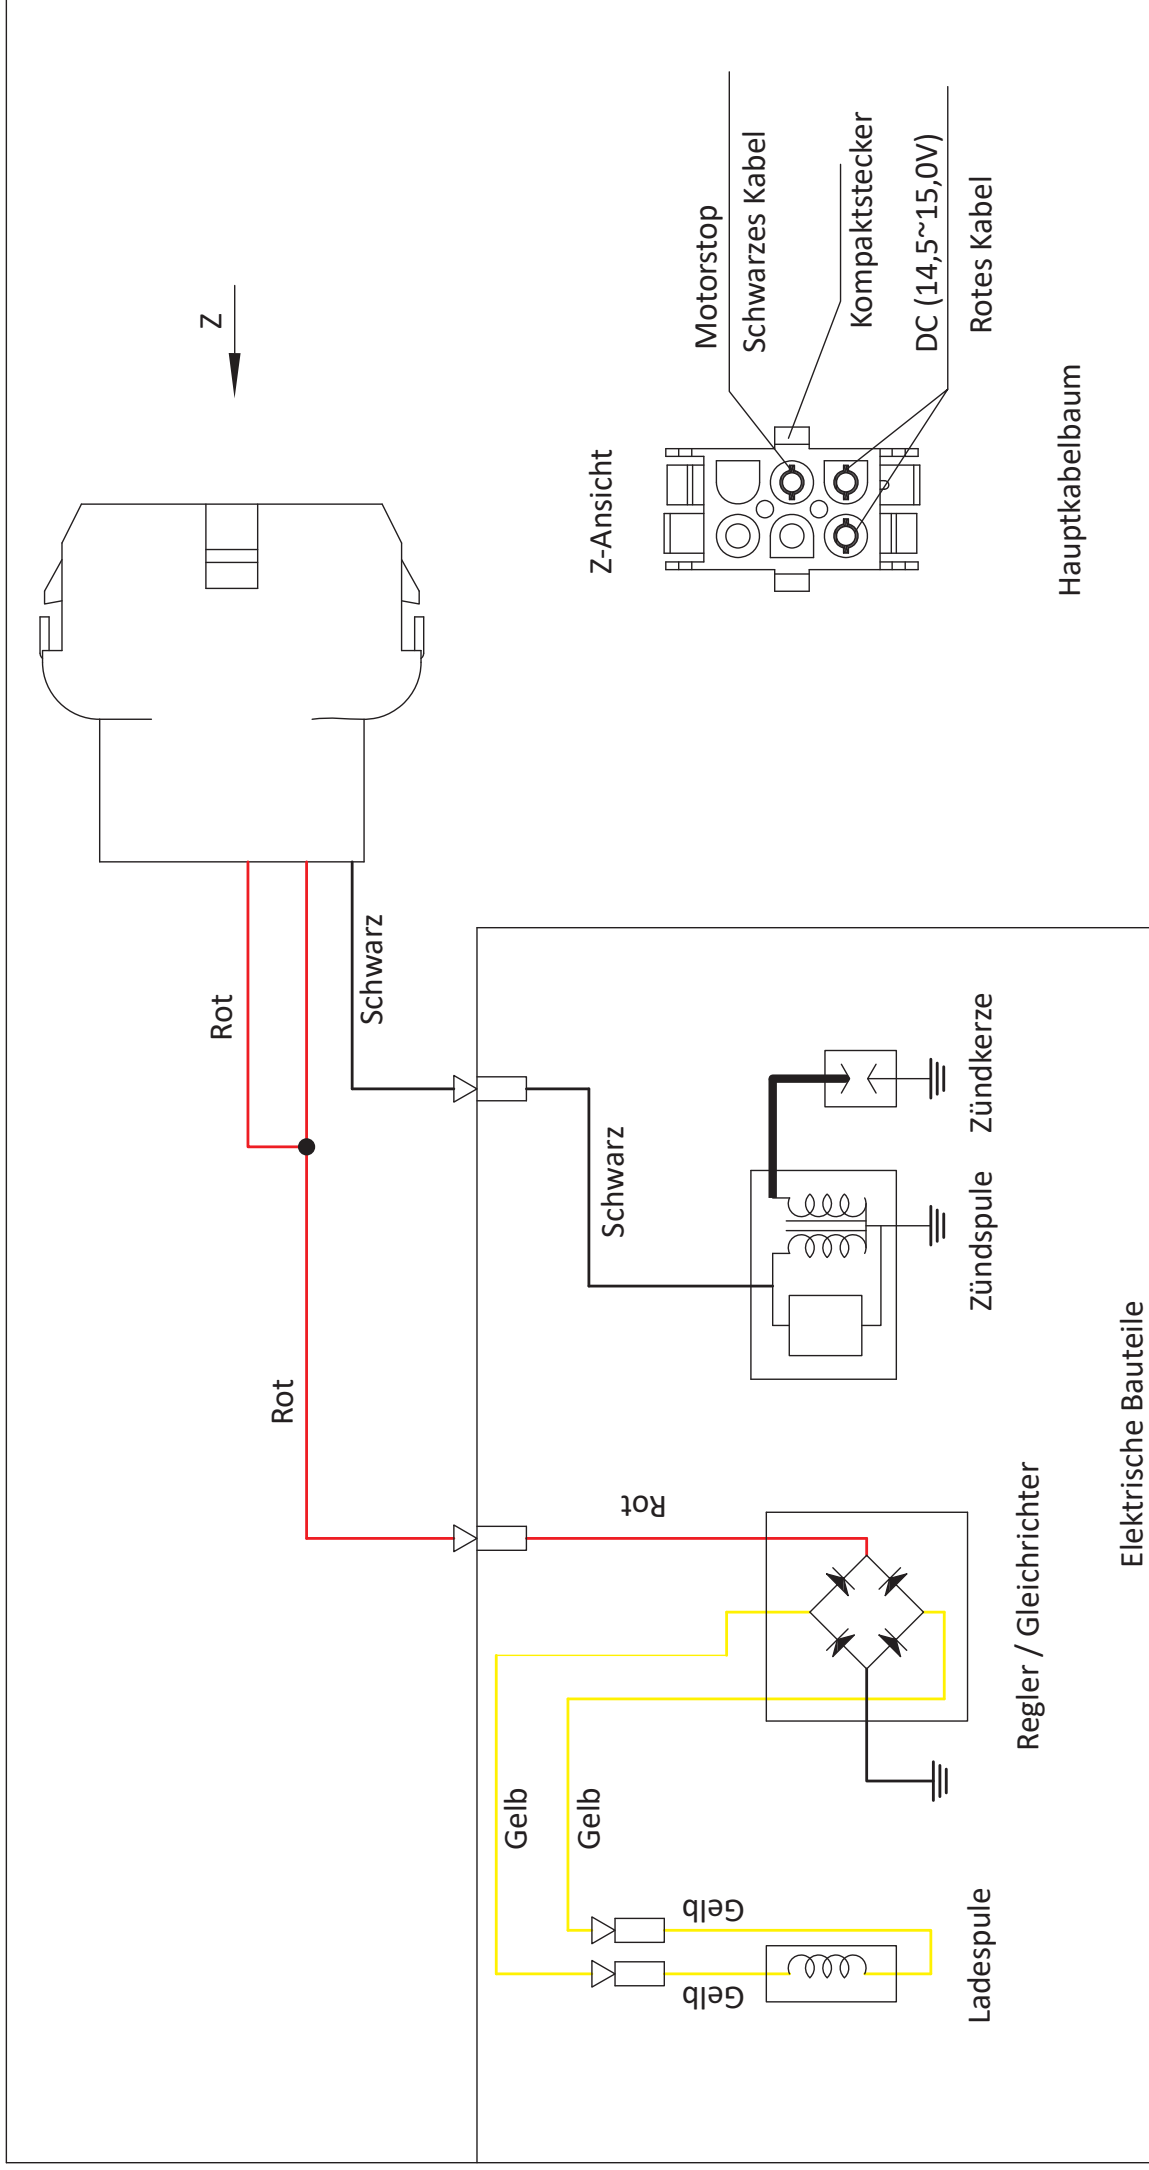 Z
Rot
Schwarz
Rot
Z-Ansicht
Motorstop
Schwarzes Kabel
Kompaktstecker
DC (14,5~15,0V)
Rotes Kabel
Hauptkabelbaum
Gelb
Gelb
Gelb
Gelb
Rot
Schwarz
Ladespule
Regler / Gleichrichter
Zündspule
Zündkerze
Elektrische Bauteile